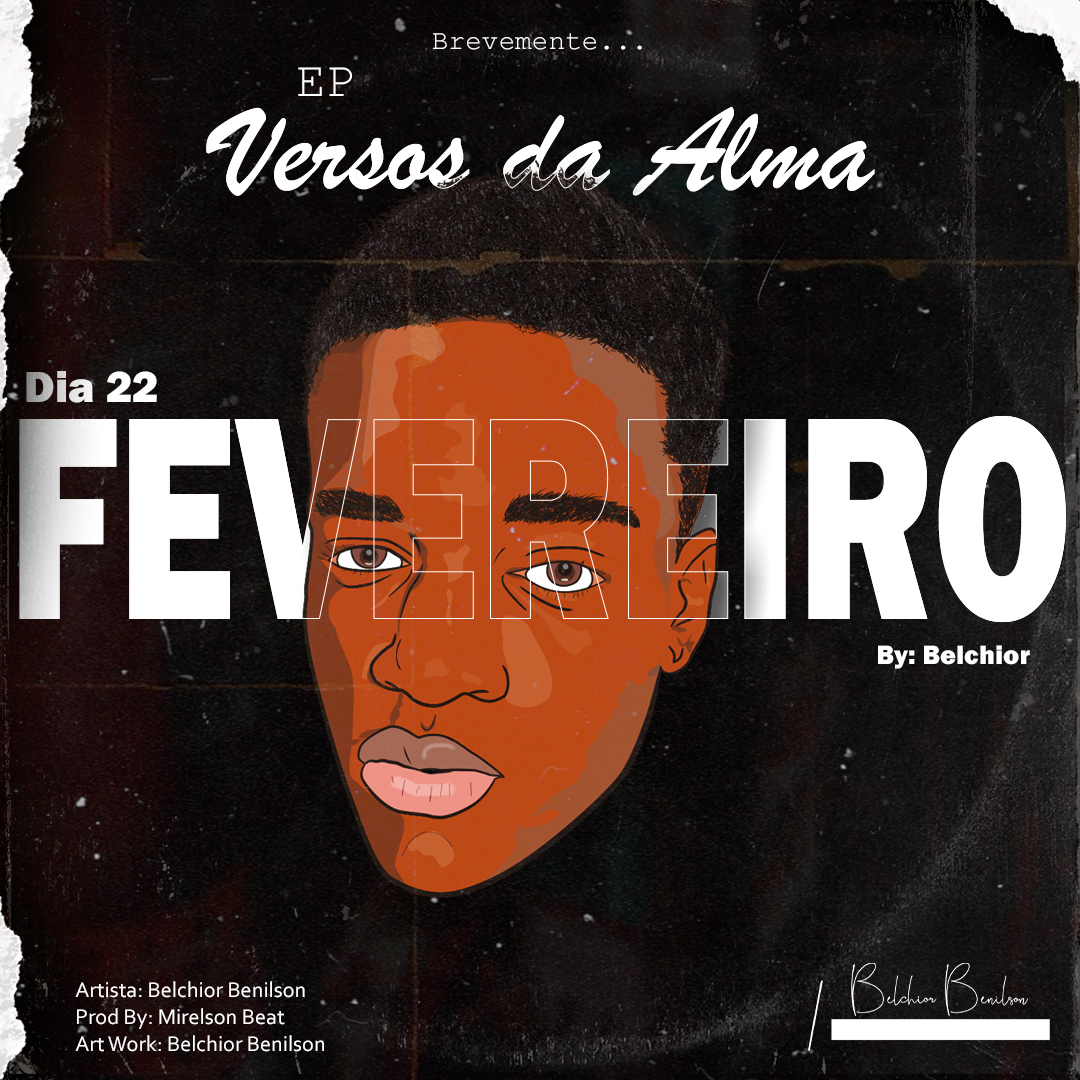 Brevemente...
EP
Versos da Alma
Dia 22
FEVEREIRO
By: Belchior
Artista: Belchior Benilson
Prod By: Mirelson Beat
Art Work: Belchior Benilson
Belchior Benilson